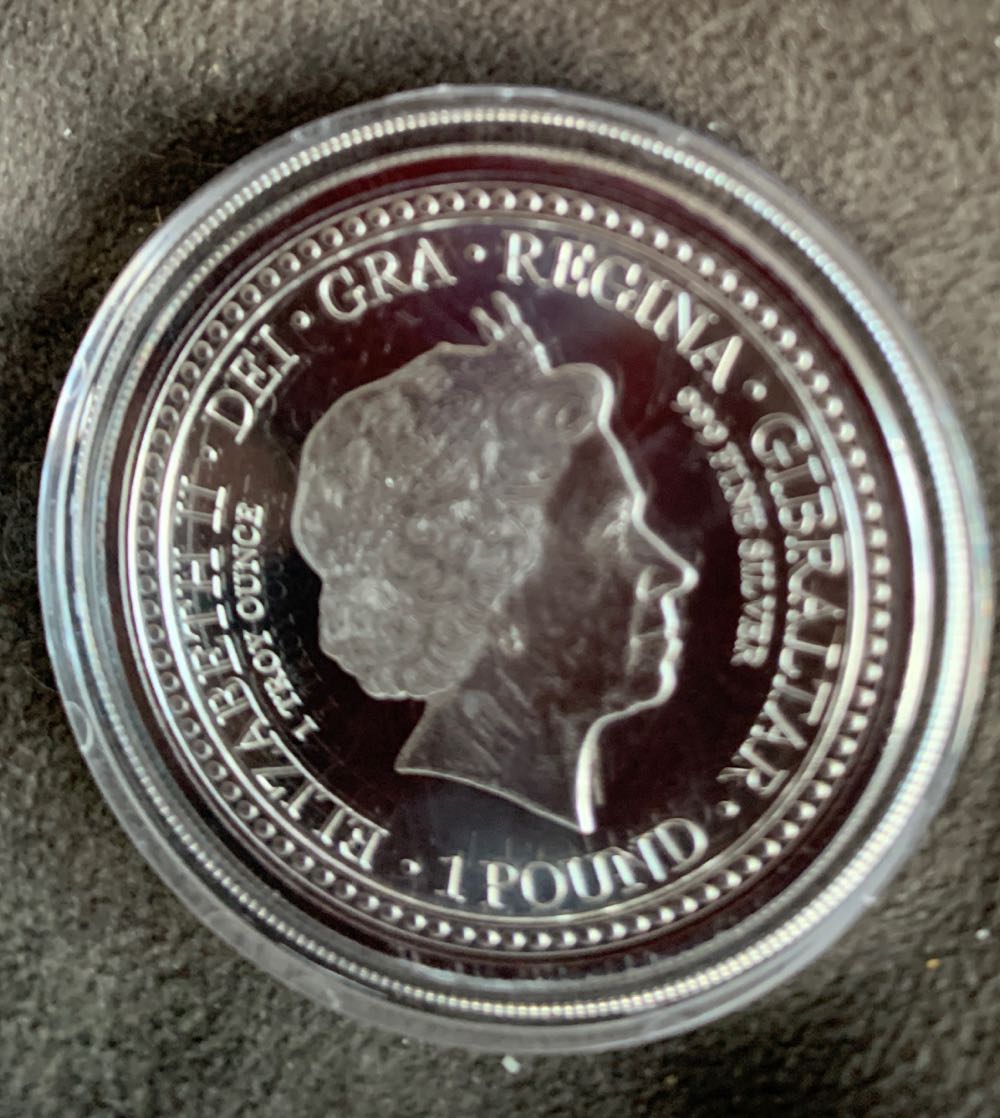 ELIZABETH II · DEI · GRA · REGINA · GIBRALTAR ·
1 TROY OUNCE
999 FINE SILVER
1 POUND